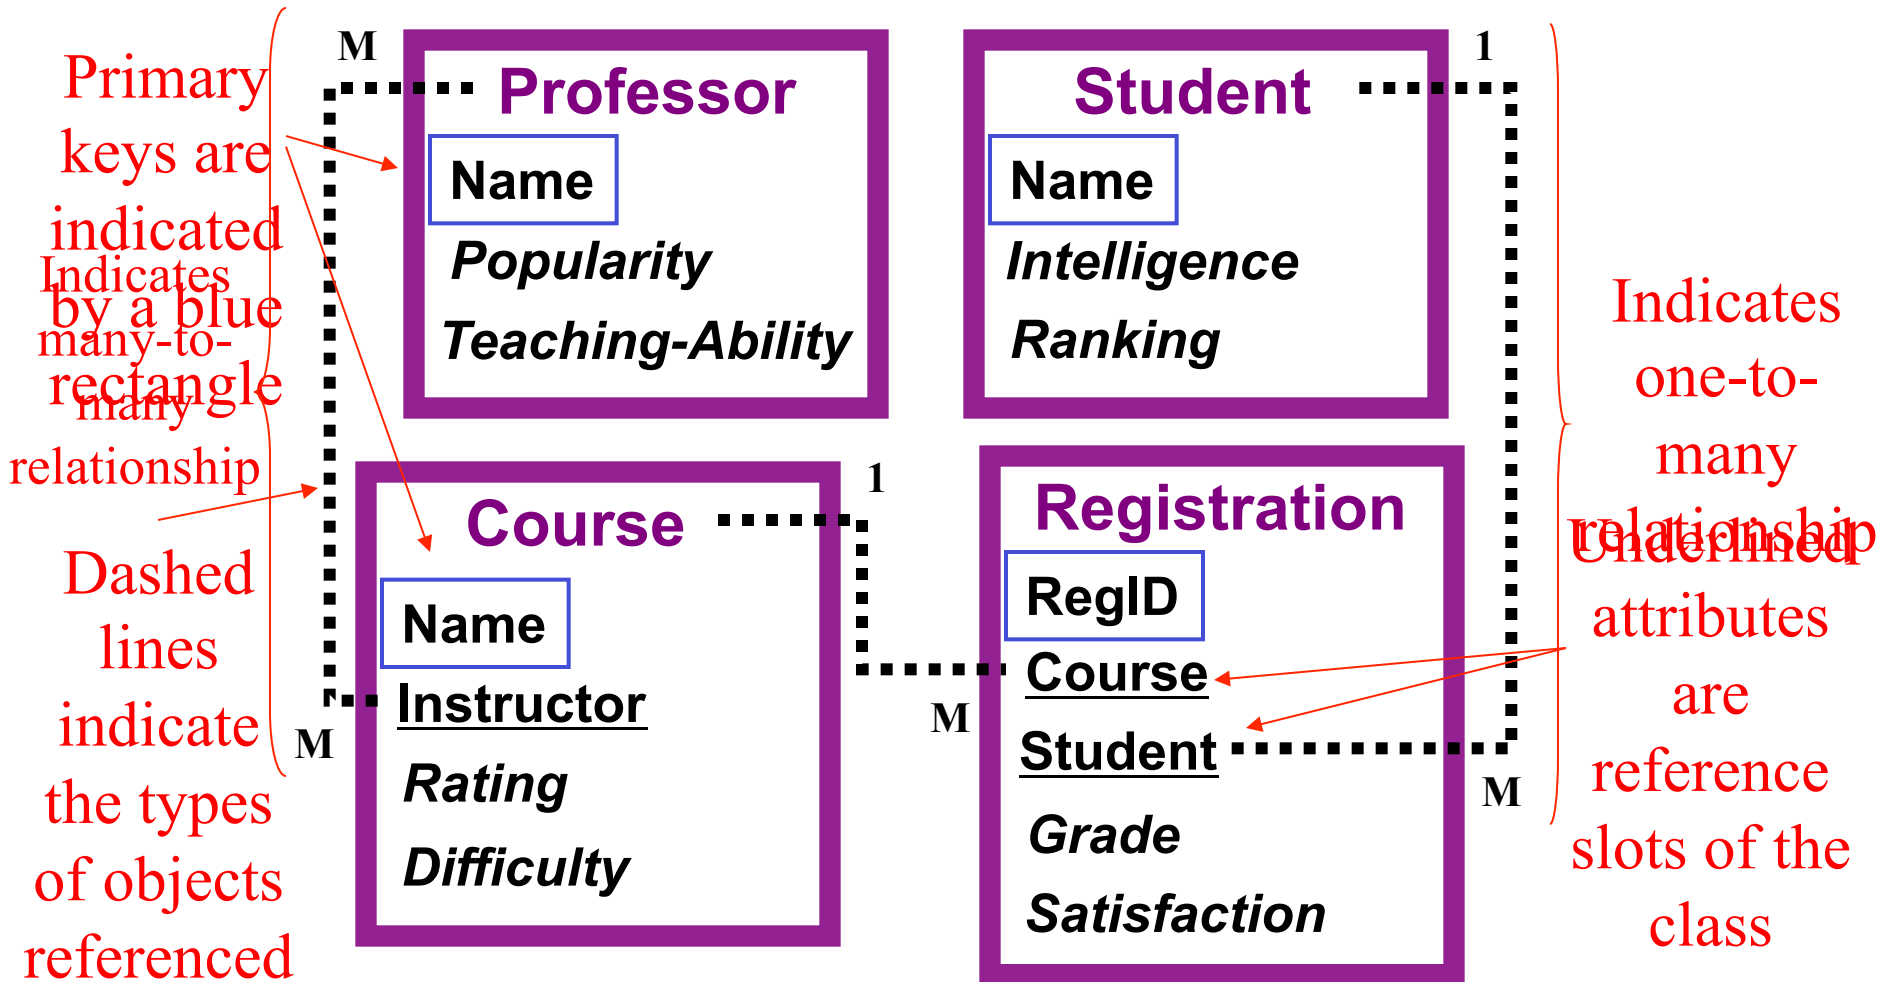 Primary
keys are
indicated
by a blue
rectangle
Indicates
many-to-
many
relationship
Dashed
lines
indicate
the types
of objects
referenced
M
Professor
Name
Popularity
Teaching-Ability
1
Student
Name
Intelligence
Ranking
M
1
Course
Name
Instructor
Rating
Difficulty
M
M
Registration
RegID
Course
Student
Grade
Satisfaction
Indicates
one-to-
many
relationship
Underlined
attributes
are
reference
slots of the
class